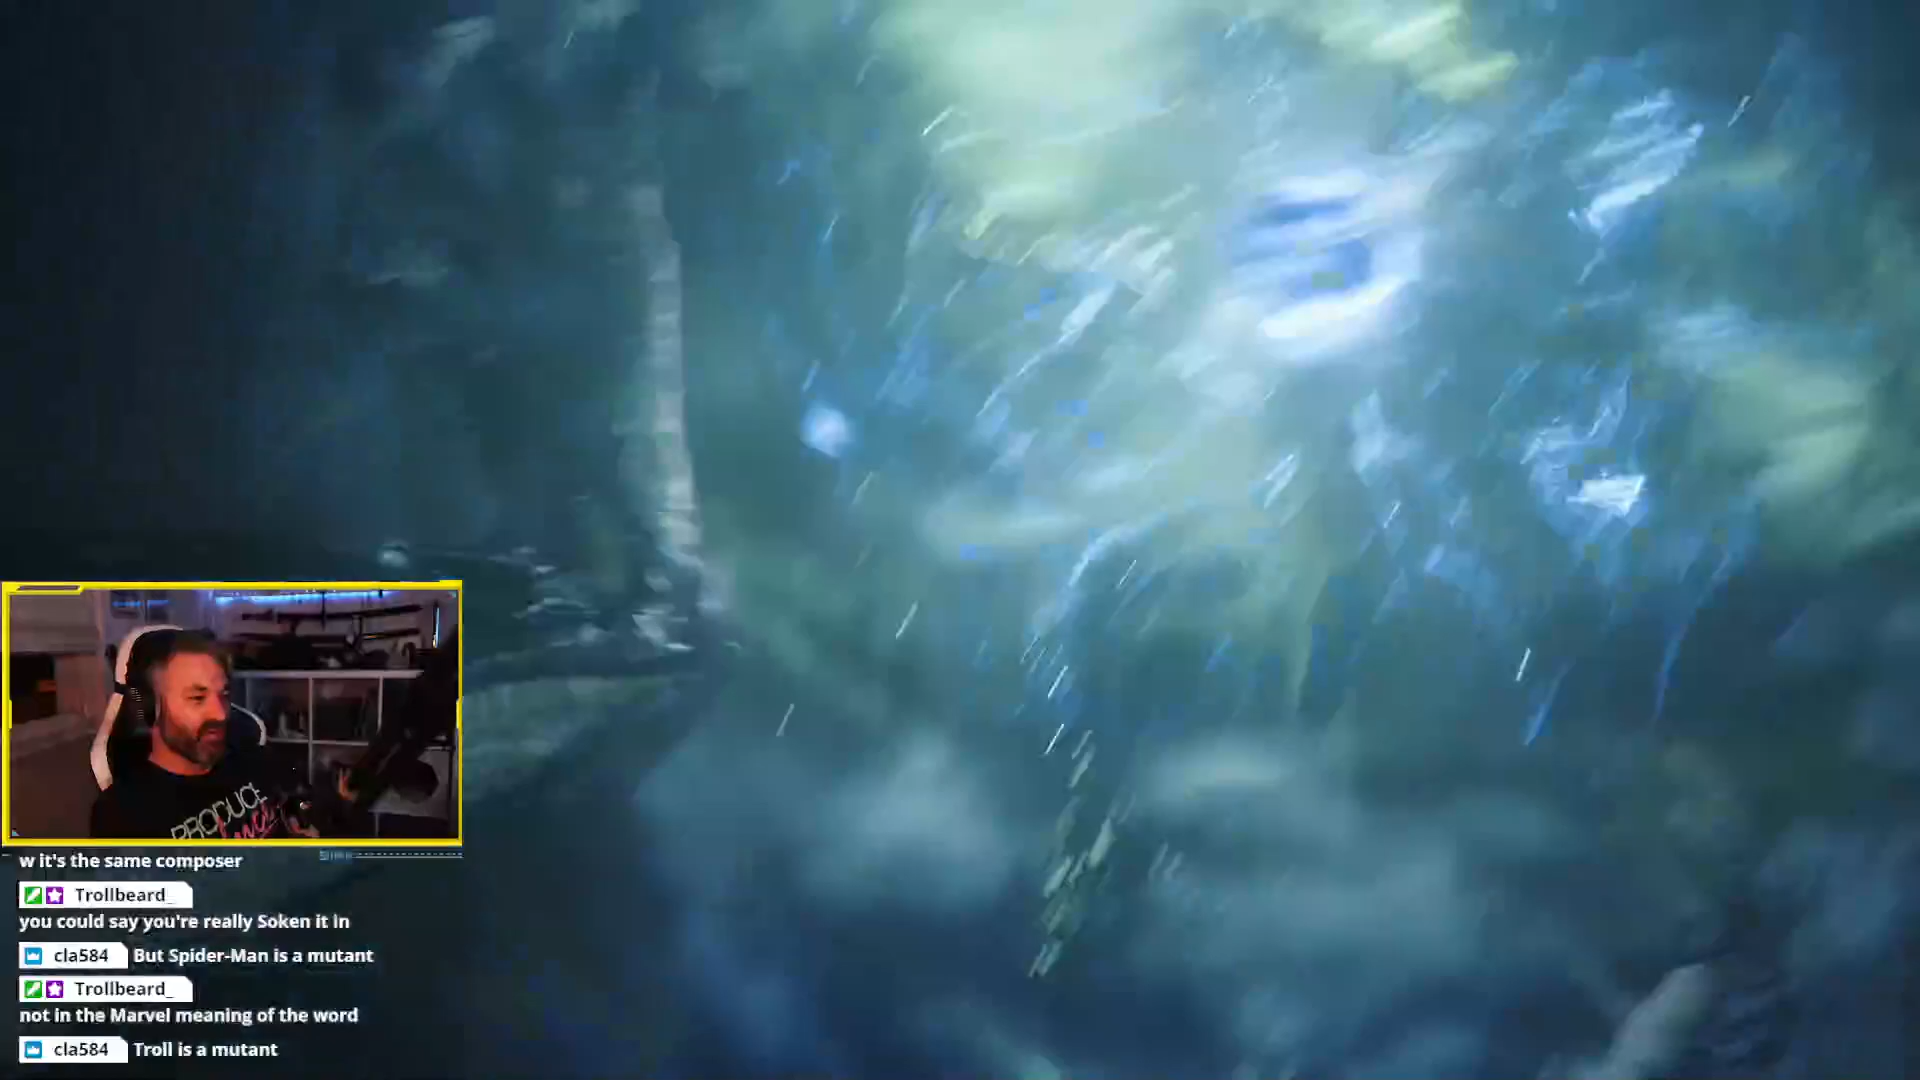 PRODUCE
w it's the same composer
Trollbeard_
you could say you're really Soken it in
cla584 But Spider-Man is a mutant
Trollbeard_
not in the Marvel meaning of the word
cla584 Troll is a mutant